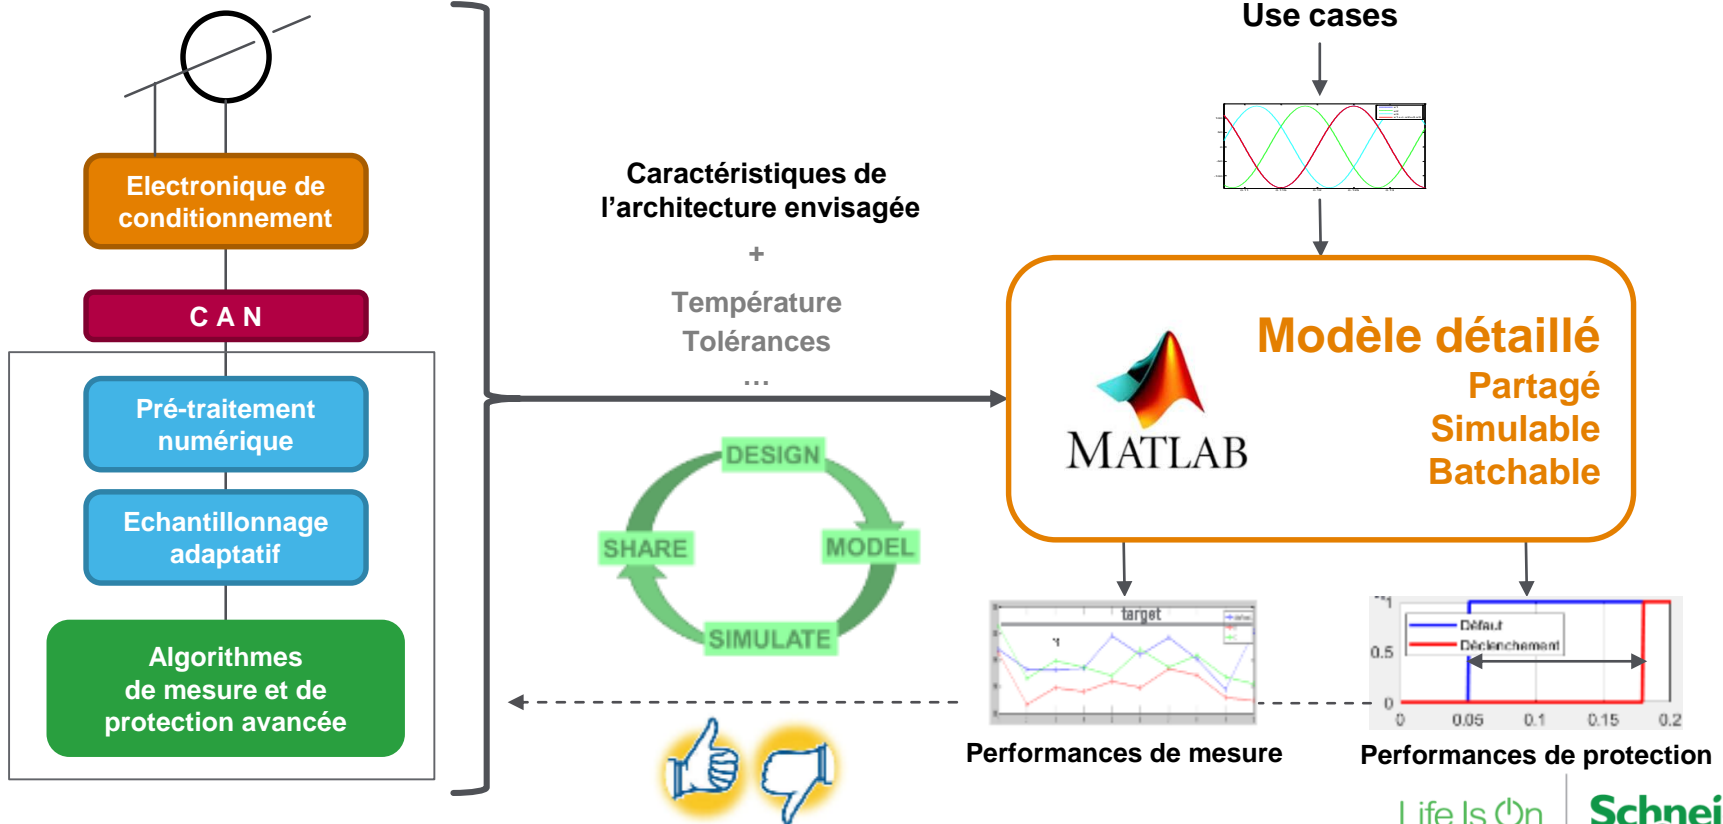 Use cases
Electronique de
conditionnement
C A N
Pré-traitement
numérique
Echantillonnage
adaptatif
Algorithmes
de mesure et de
protection avancée
Caractéristiques de
l'architecture envisagée
+
Température
Tolérances
...
DESIGN
SHARE
MODEL
SIMULATE
MATLAB
Modèle détaillé
Partagé
Simulable
Batchable
target
Performances de mesure
1
Défaut
Déclenchement
0.5
0
0
0.05
0.1
0.15
0.2
Performances de protection
Life Is On
Schnei